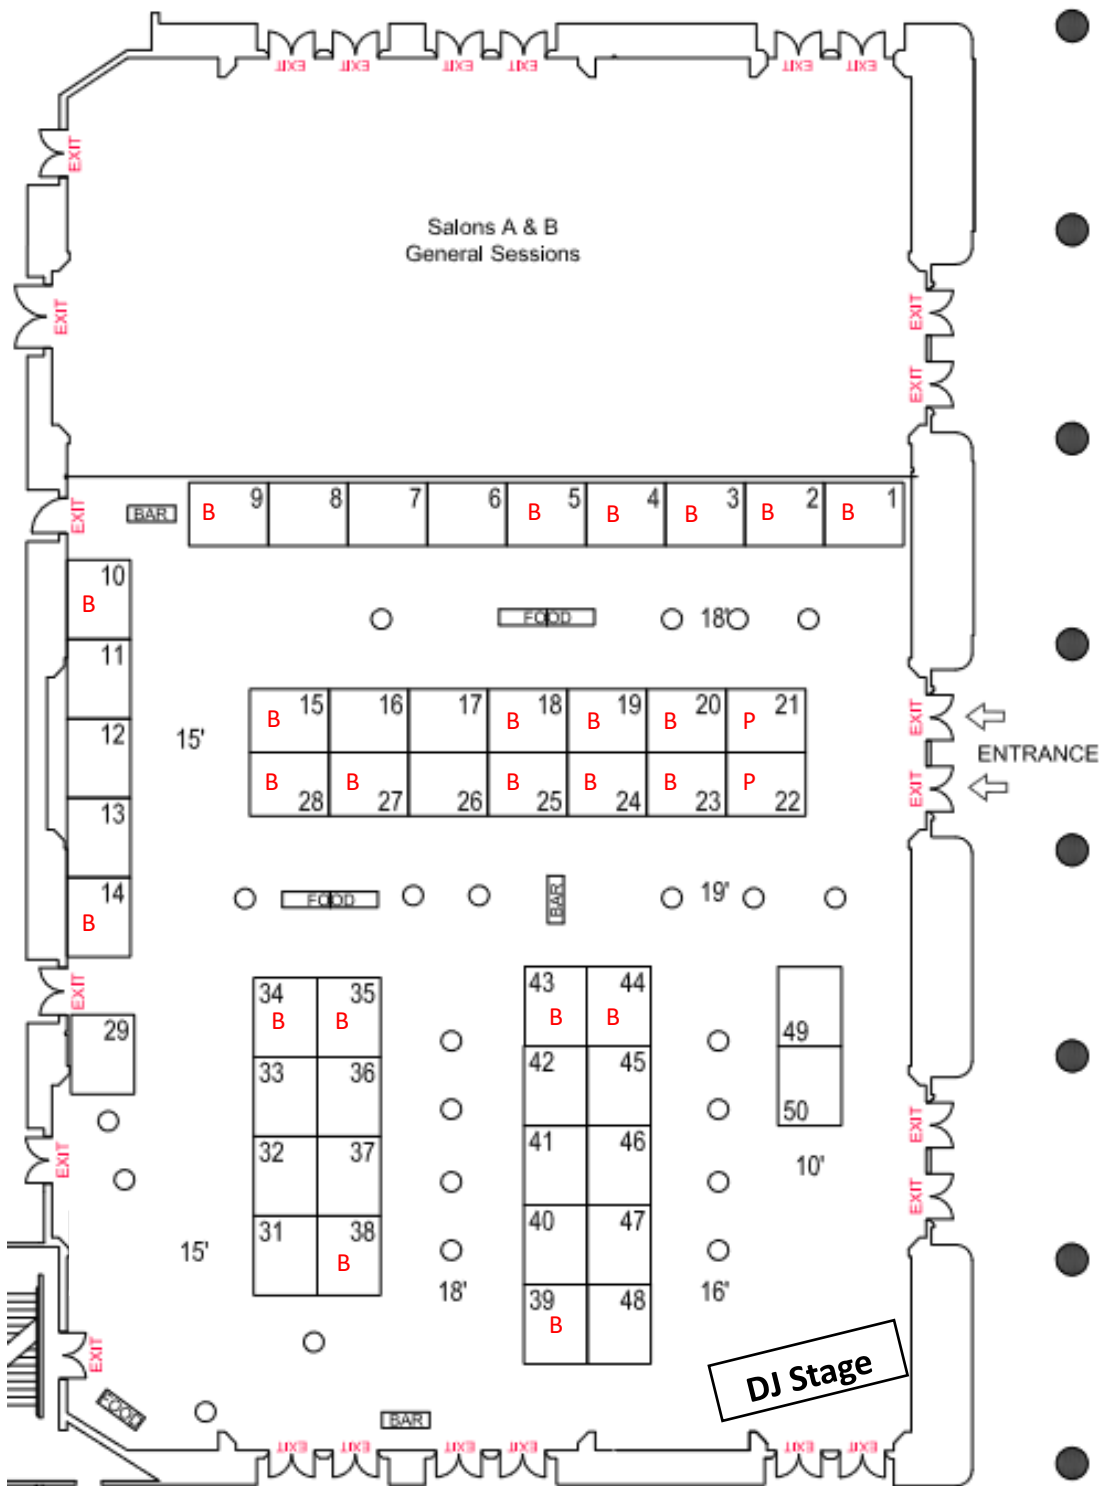 EXIT EXIT EXIT EXIT EXIT EXIT
EXIT
Salons A & B
General Sessions
EXIT
EXIT
EXIT
EXIT
BAR
B 9
8
7
6
B 5
B 4
B 3
B 2
B 1
10
B
11
12
13
14
B
FOOD
18'
15'
B 15
16
17
B 18
B 19
B 20
P 21
B 28
B 27
26
B 25
B 24
B 23
P 22
EXIT
ENTRANCE
EXIT
FOOD
BAR
19'
EXIT
29
34 35
B B
33 36
32 37
31 38
B
43 44
B B
42 45
41 46
40 47
39 48
B
49
50
10'
EXIT
EXIT
EXIT
15'
18'
16'
EXIT
DJ Stage
FOOD
BAR
EXIT EXIT EXIT EXIT EXIT EXIT